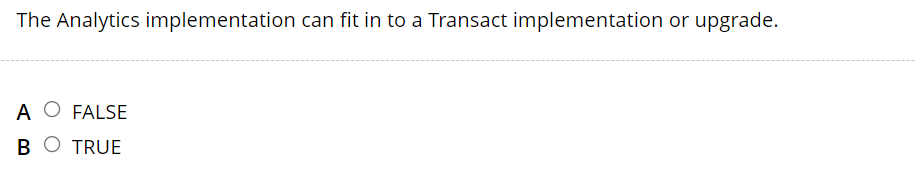 The Analytics implementation can fit in to a Transact implementation or upgrade.
A FALSE
B TRUE